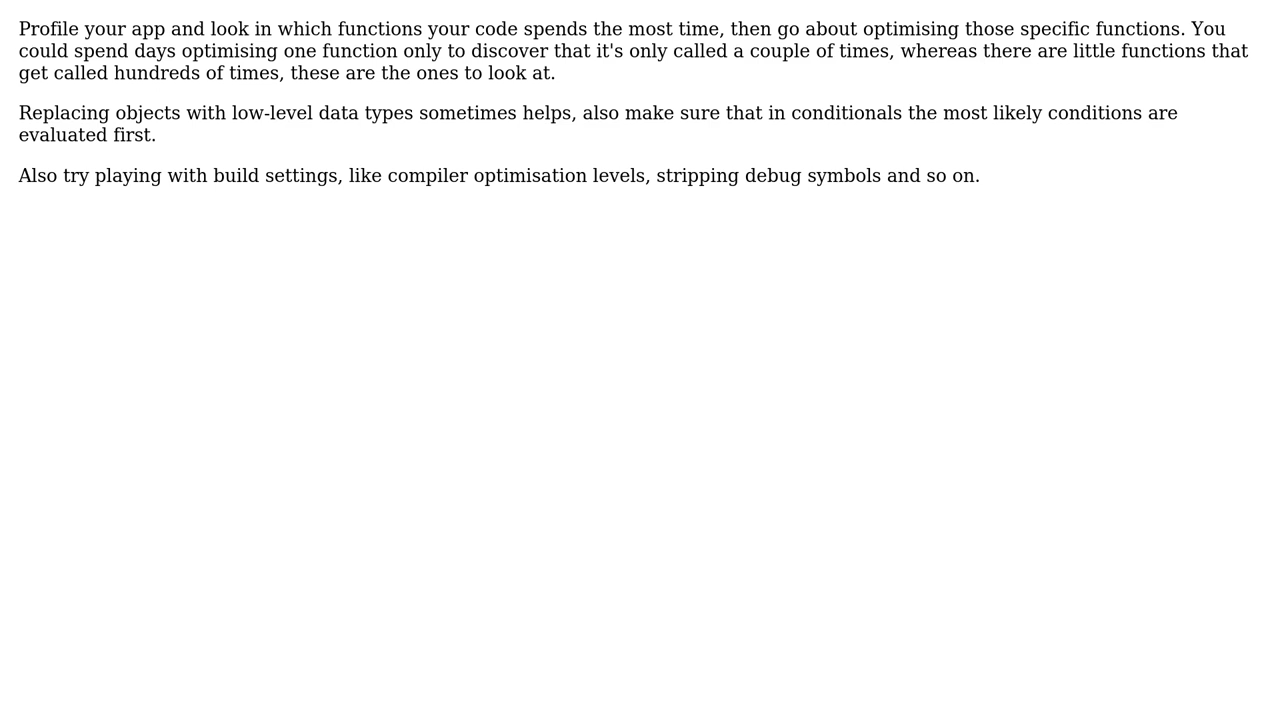 Profile your app and look in which functions your code spends the most time, then go about optimising those specific functions. You
could spend days optimising one function only to discover that it's only called a couple of times, whereas there are little functions that
get called hundreds of times, these are the ones to look at.
Replacing objects with low-level data types sometimes helps, also make sure that in conditionals the most likely conditions are
evaluated first.
Also try playing with build settings, like compiler optimisation levels, stripping debug symbols and so on.